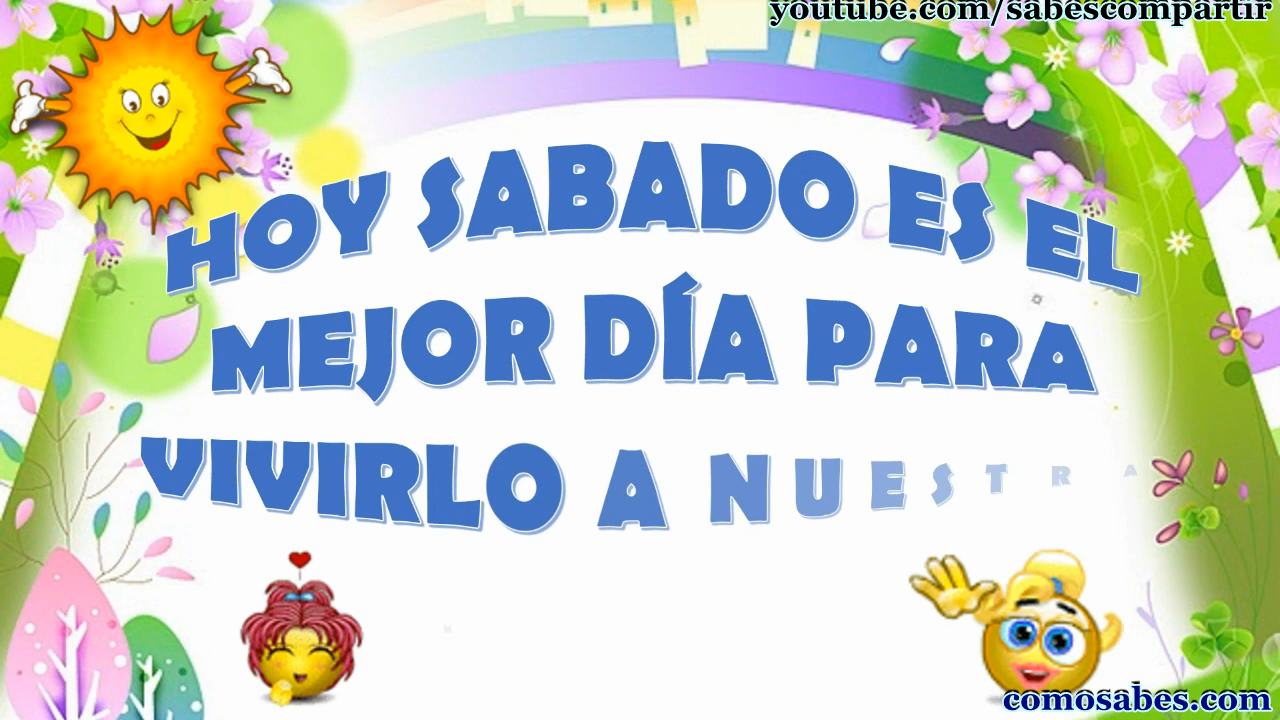 youtube.com/sabescompartir
HOY SABADO ES EL
MEJOR DÍA PARA
VIVIRLO A NUESTRA
comosabes.com